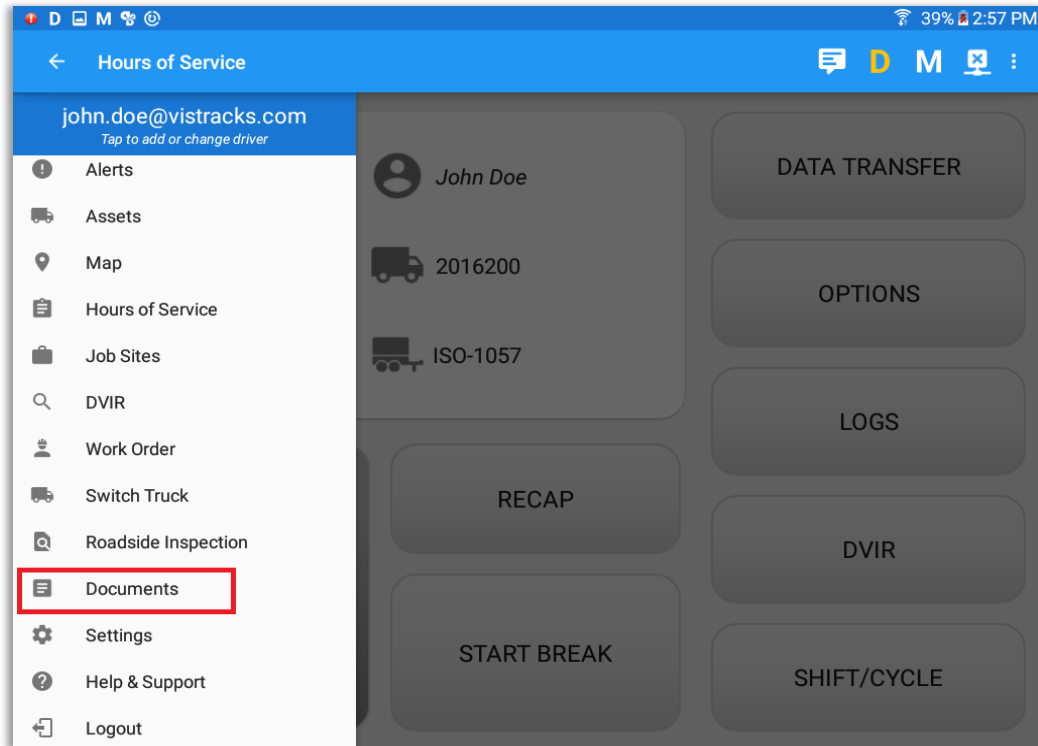 D M 39% 2:57 PM
Hours of Service D M
john.doe@vistracks.com
Tap to add or change driver
Alerts
Assets
Map
Hours of Service
Job Sites
DVIR
Work Order
Switch Truck
Roadside Inspection
Documents
Settings
Help & Support
Logout
John Doe
2016200
ISO-1057
RECAP
START BREAK
DATA TRANSFER
OPTIONS
LOGS
DVIR
SHIFT/CYCLE